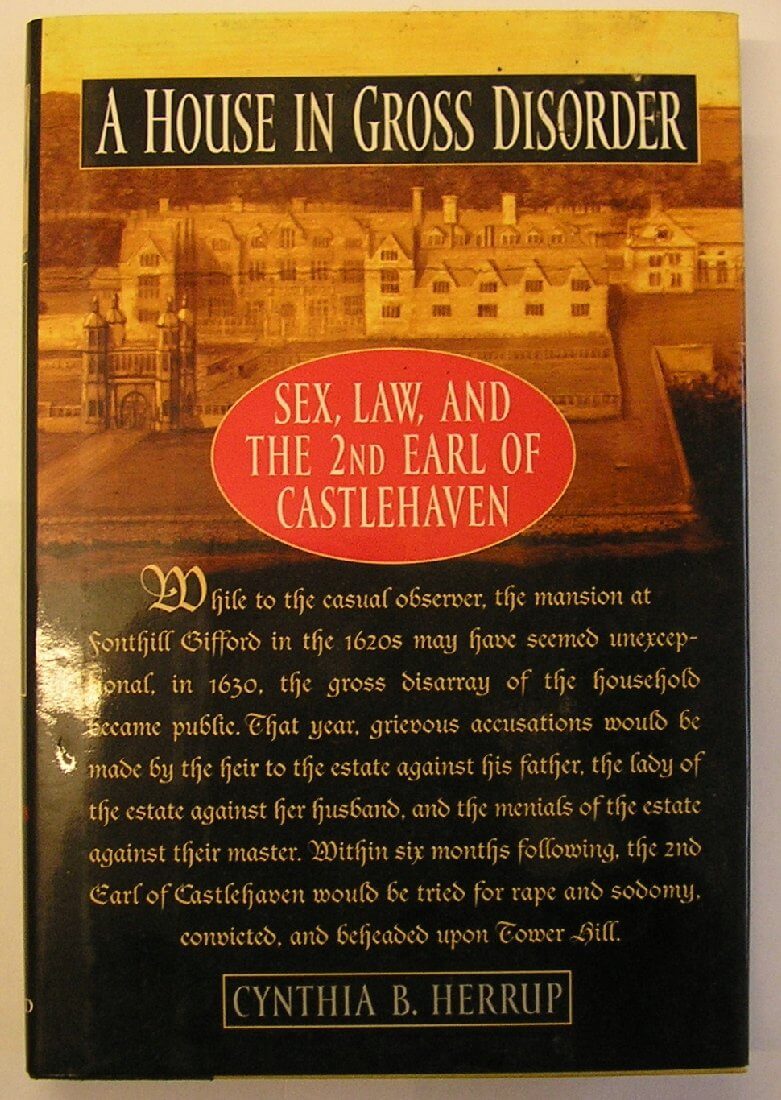 A HOUSE IN GROSS DISORDER
SEX, LAW, AND
THE 2ND EARL OF
CASTLEHAVEN
While to the casual observer, the mansion at
Fonthill Gifford in the 1620s may have seemed unexcep-
tional, in 1630, the gross disarray of the household
became public. That year, grievous accusations would be
made by the heir to the estate against his father, the lady of
the estate against her husband, and the menials of the estate
against their master. Within six months following, the 2nd
Earl of Castlehaven would be tried for rape and sodomy,
convicted, and beheaded upon Tower Hill.
CYNTHIA B. HERRUP